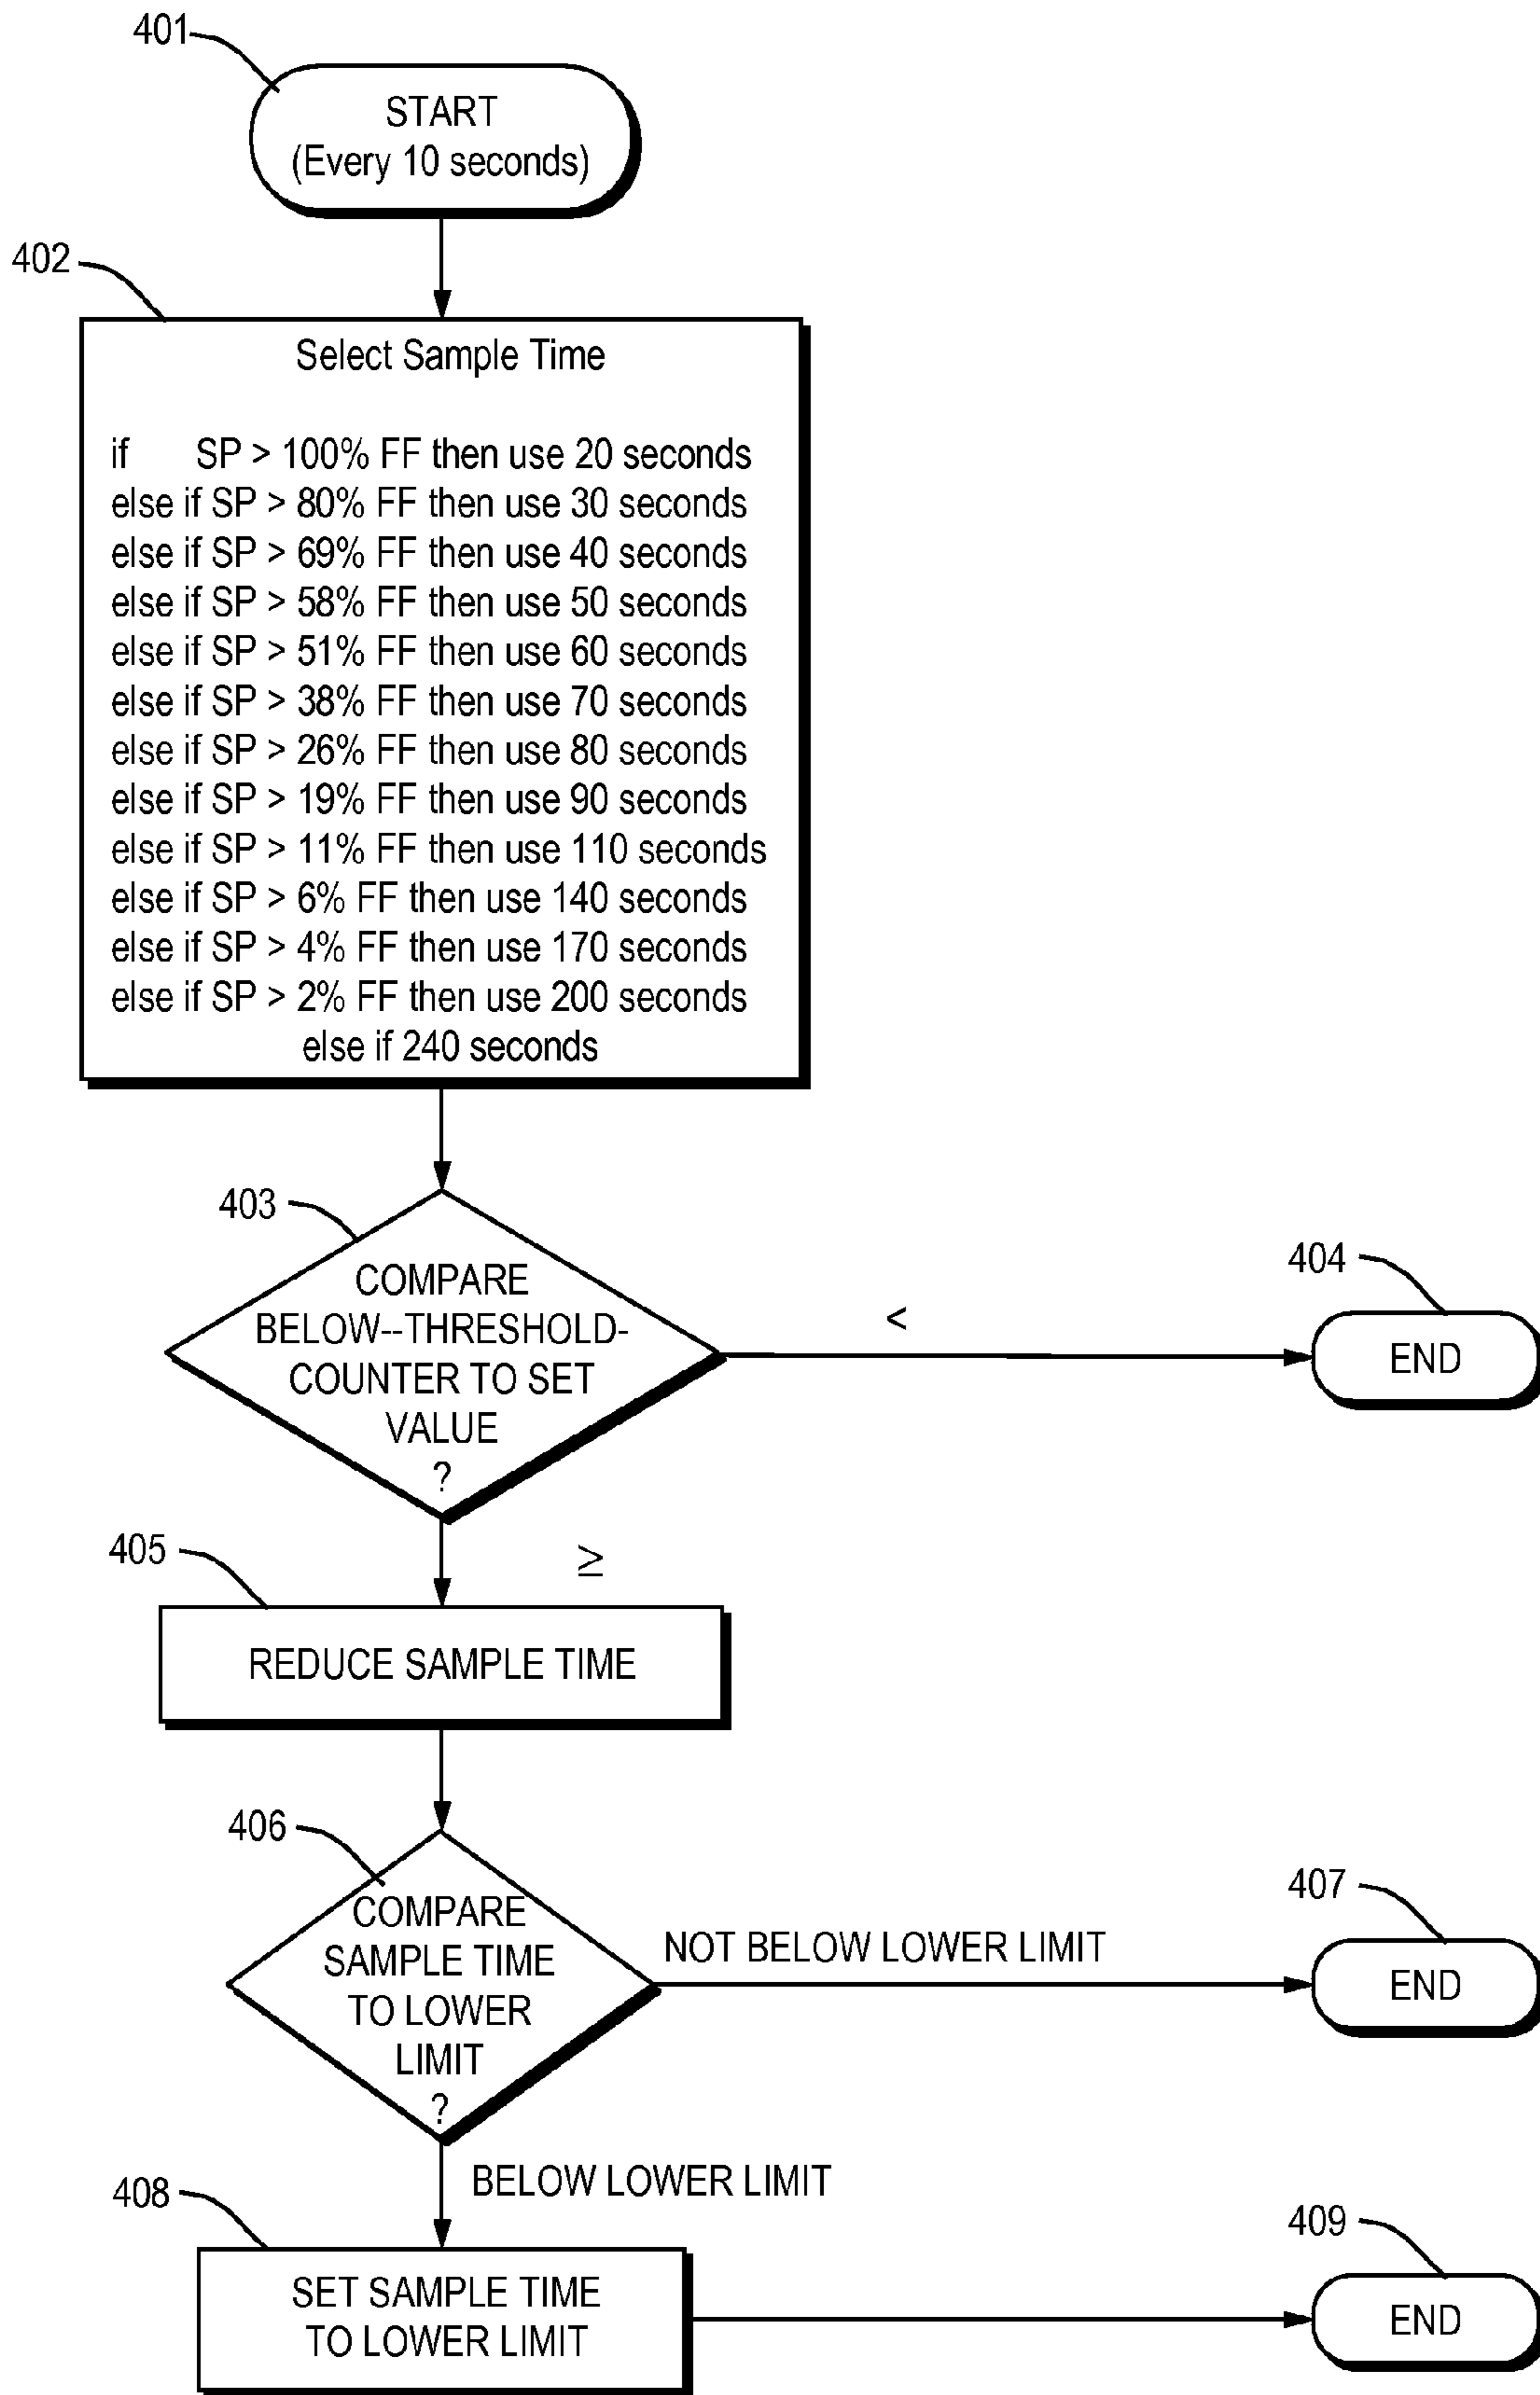 401
START
(Every 10 seconds)
402
Select Sample Time
if SP > 100% FF then use 20 seconds
else if SP > 80% FF then use 30 seconds
else if SP > 69% FF then use 40 seconds
else if SP > 58% FF then use 50 seconds
else if SP > 51% FF then use 60 seconds
else if SP > 38% FF then use 70 seconds
else if SP > 26% FF then use 80 seconds
else if SP > 19% FF then use 90 seconds
else if SP > 11% FF then use 110 seconds
else if SP > 6% FF then use 140 seconds
else if SP > 4% FF then use 170 seconds
else if SP > 2% FF then use 200 seconds
else if 240 seconds
403
COMPARE
BELOW--THRESHOLD-
COUNTER TO SET
VALUE
?
<
404
END
≥
405
REDUCE SAMPLE TIME
406
COMPARE
SAMPLE TIME
TO LOWER
LIMIT
?
NOT BELOW LOWER LIMIT
407
END
BELOW LOWER LIMIT
408
SET SAMPLE TIME
TO LOWER LIMIT
409
END